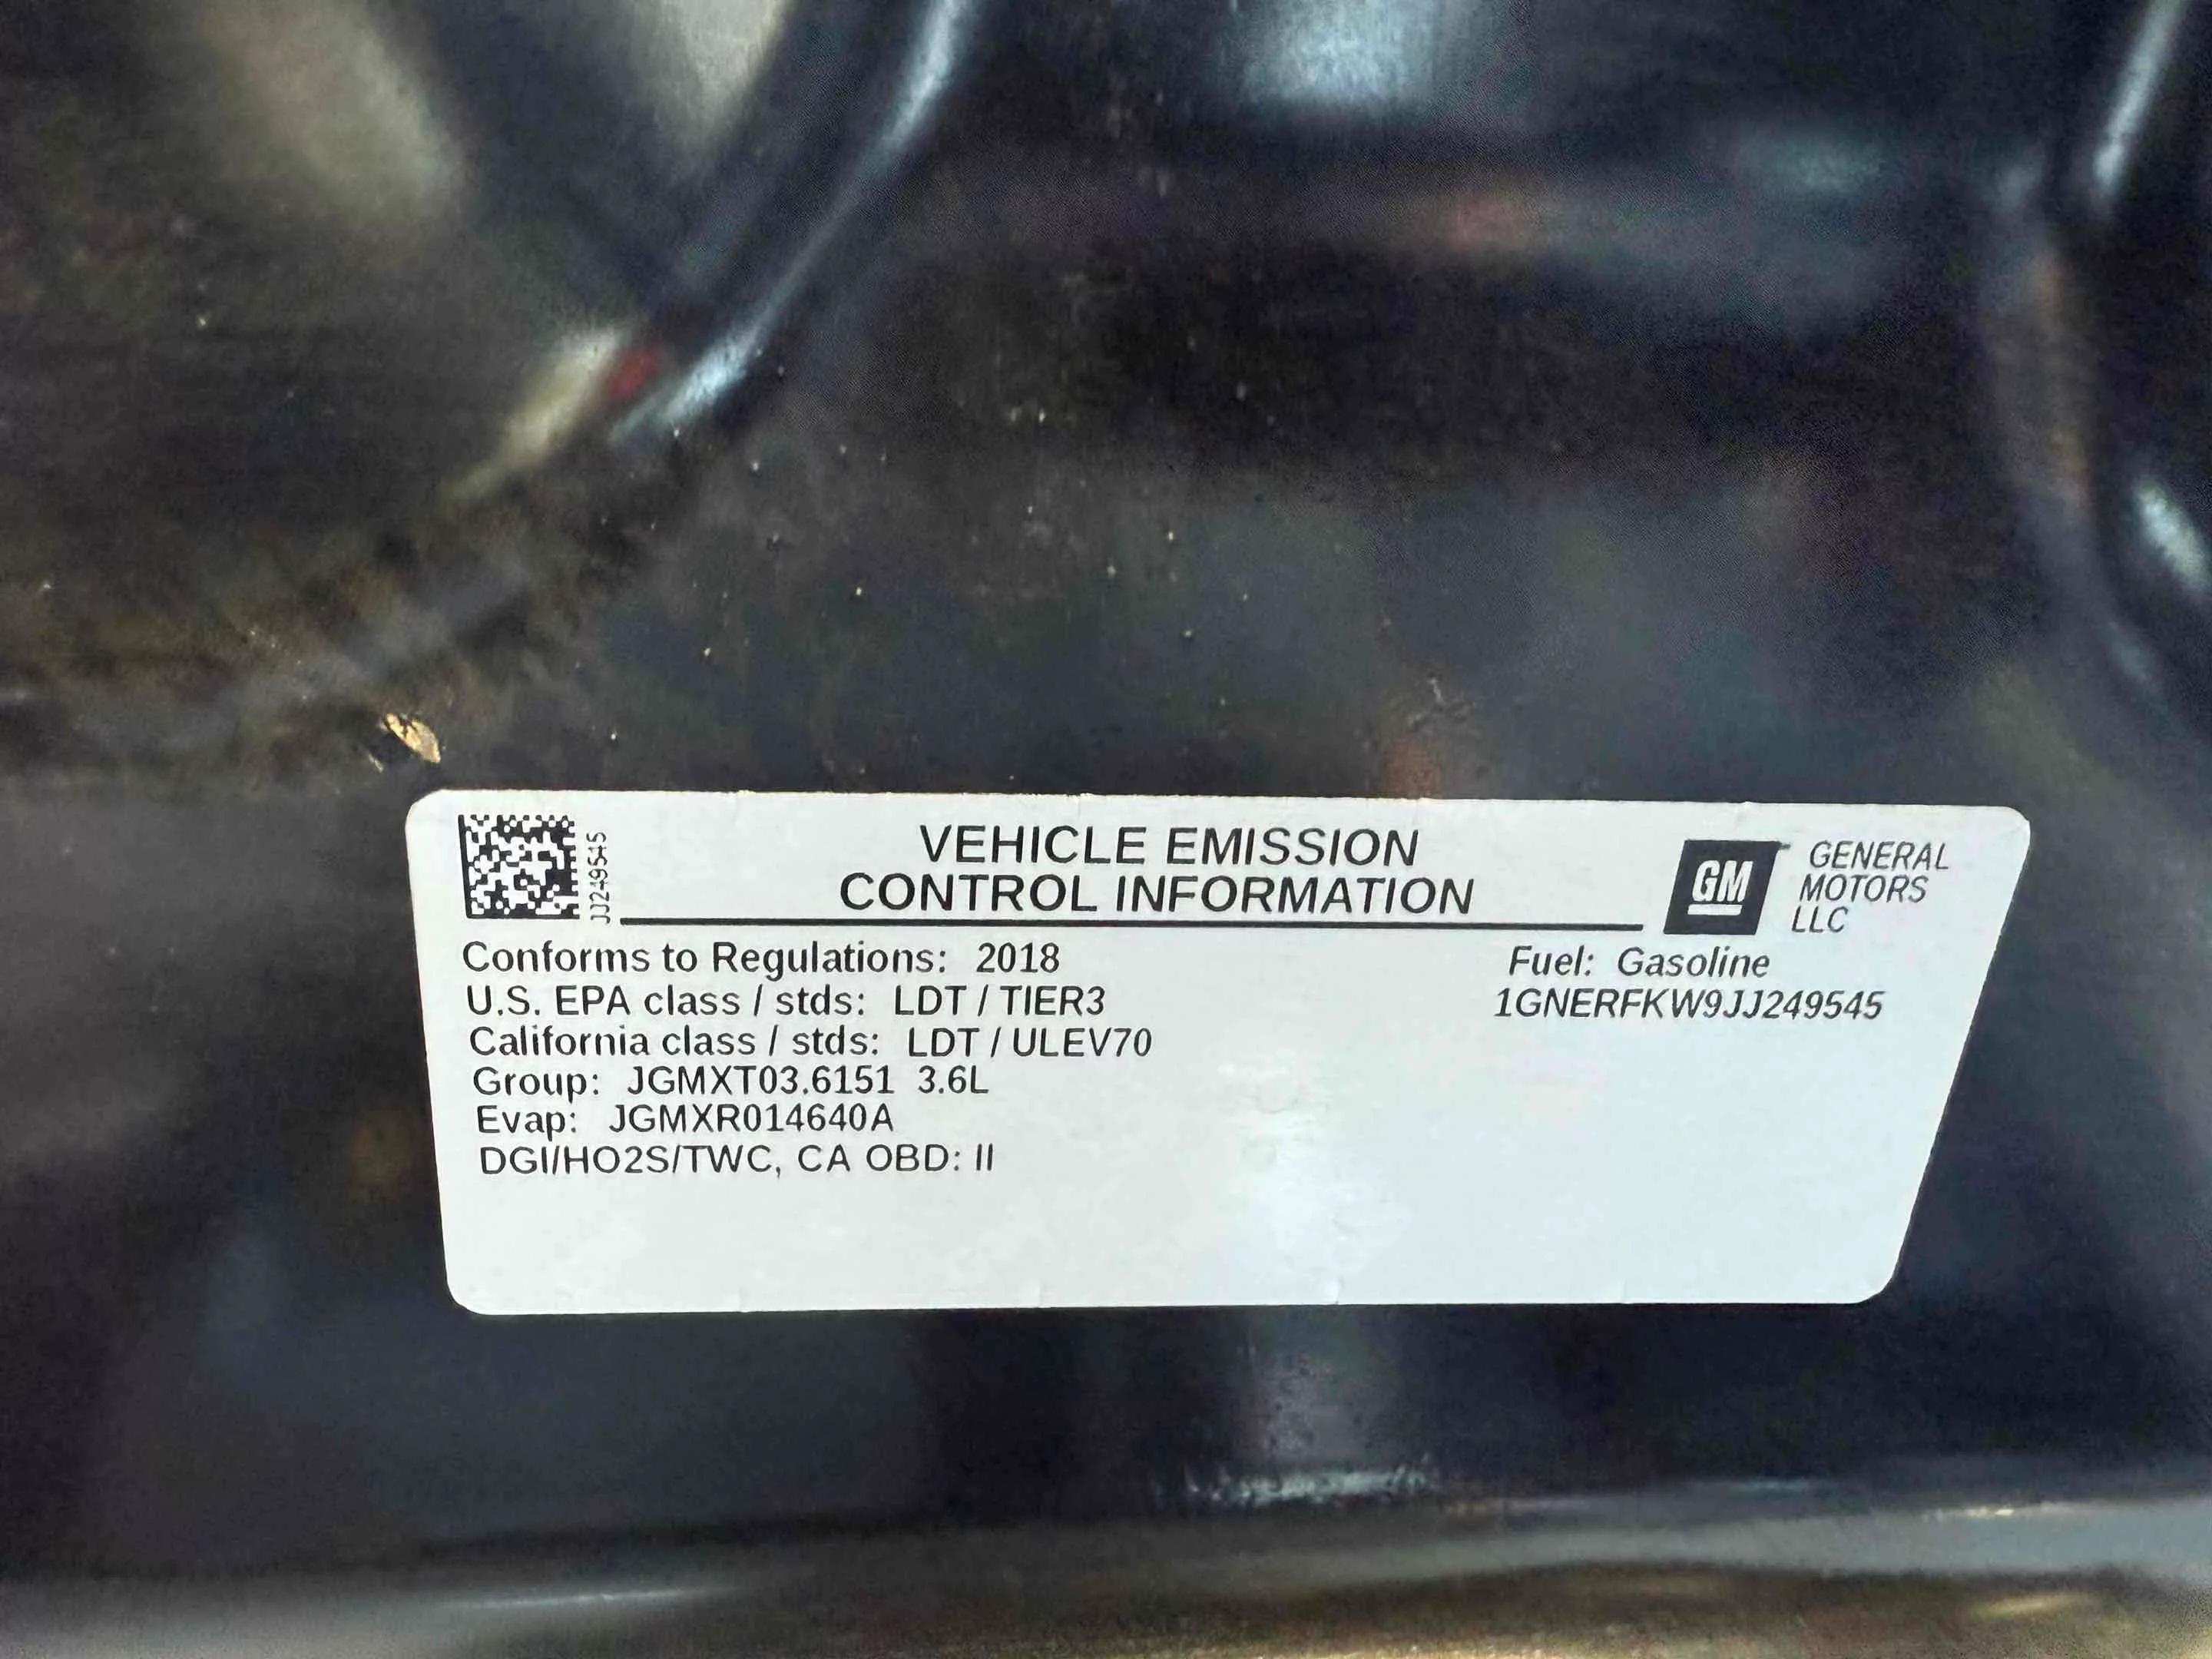 JJ249545
VEHICLE EMISSION
CONTROL INFORMATION
GM
GENERAL
MOTORS
LLC
Conforms to Regulations: 2018
U.S. EPA class / stds: LDT / TIER3
California class / stds: LDT / ULEV70
Group: JGMXT03.6151 3.6L
Evap: JGMXR014640A
DGI/HO2S/TWC, CA OBD: II
Fuel: Gasoline
1GNERFKW9JJ249545